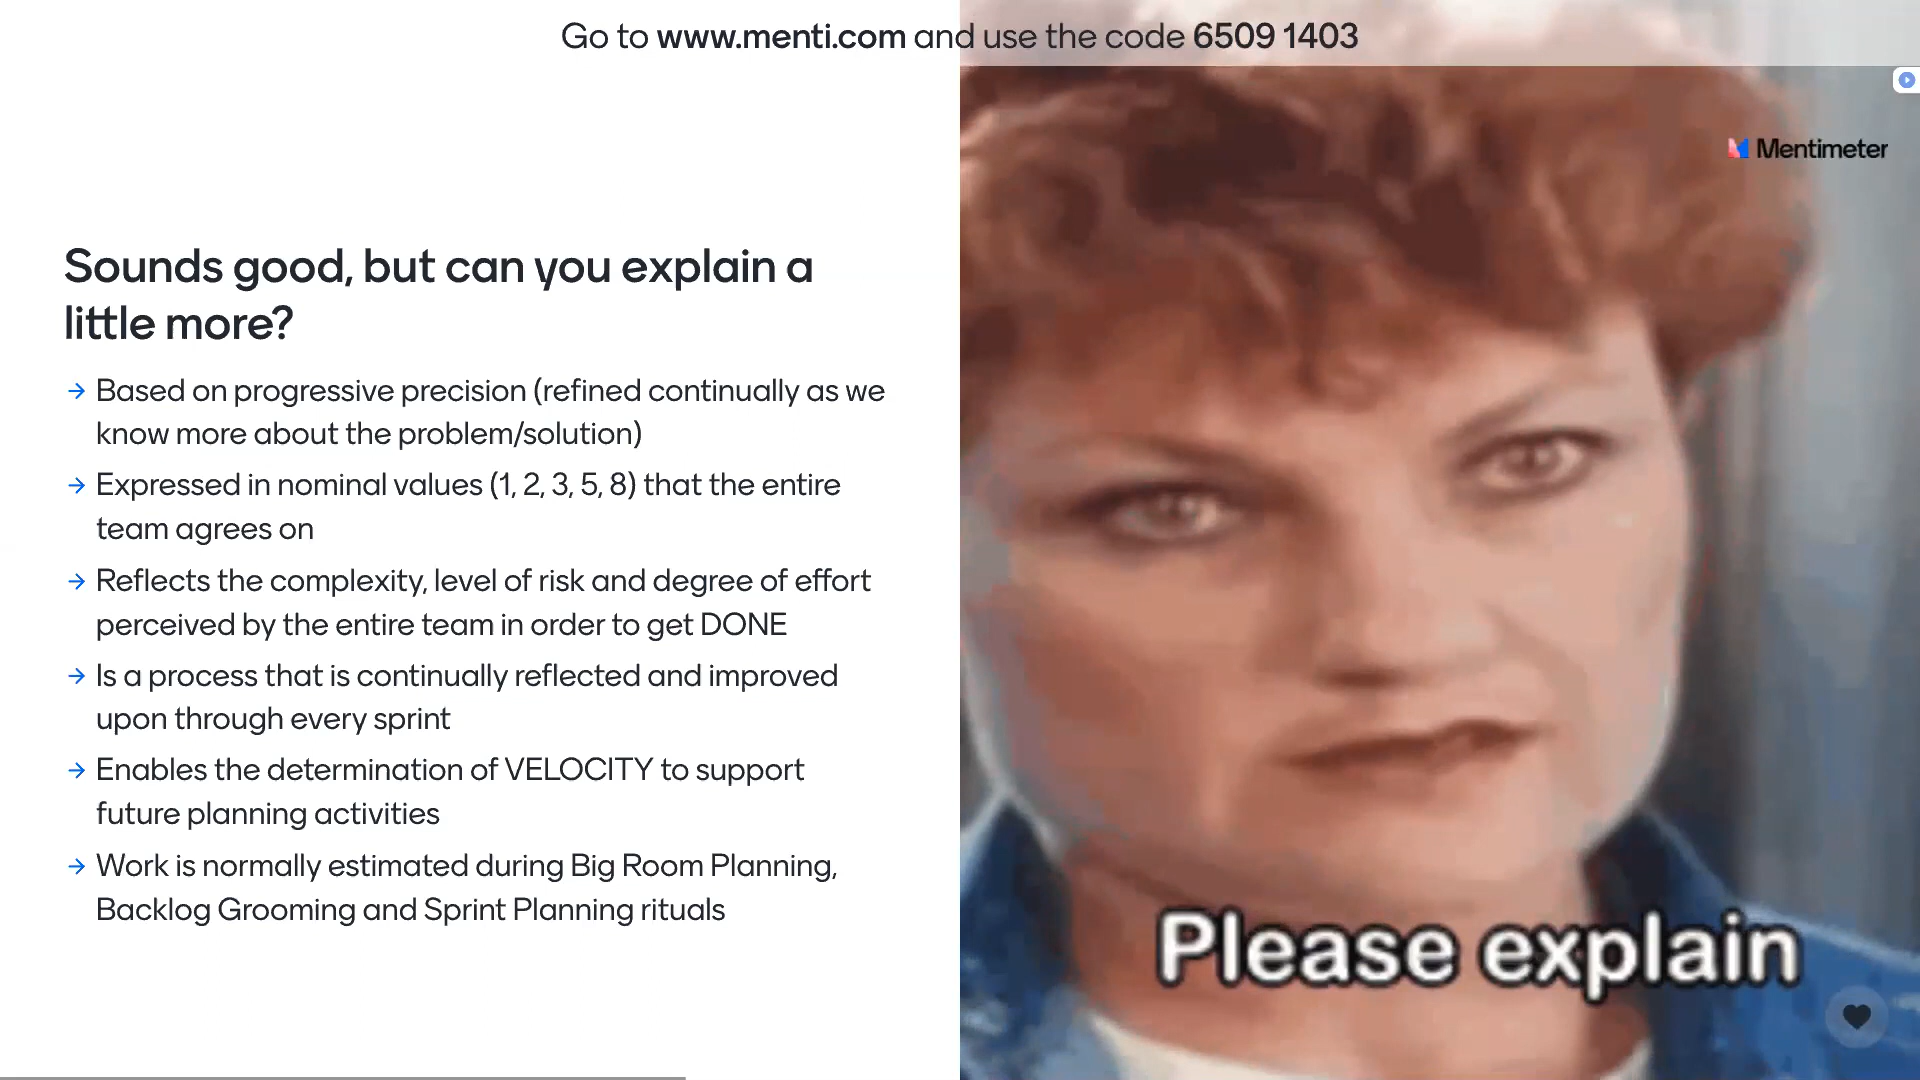 Go to www.menti.com and use the code 6509 1403
Mentimeter
Sounds good, but can you explain a
little more?
→ Based on progressive precision (refined continually as we
know more about the problem/solution)
→ Expressed in nominal values (1, 2, 3, 5, 8) that the entire
team agrees on
→ Reflects the complexity, level of risk and degree of effort
perceived by the entire team in order to get DONE
→ Is a process that is continually reflected and improved
upon through every sprint
→ Enables the determination of VELOCITY to support
future planning activities
→ Work is normally estimated during Big Room Planning,
Backlog Grooming and Sprint Planning rituals
Please explain